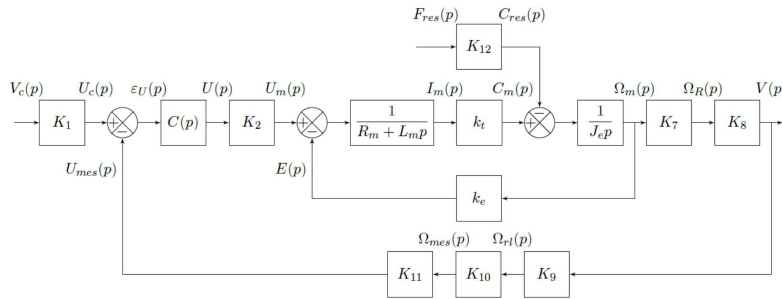 F_res(p) C_res(p)
K_12
V_c(p) U_c(p) ε_U(p) U(p) U_m(p) I_m(p) C_m(p) Ω_m(p) Ω_R(p) V(p
K_1 + − C(p) K_2 + − 1 / (R_m + L_m p) k_t + − 1 / (J_e p) K_7 K_8
U_mes(p) E(p)
k_e
Ω_mes(p) Ω_rl(p)
K_11 K_10 K_9